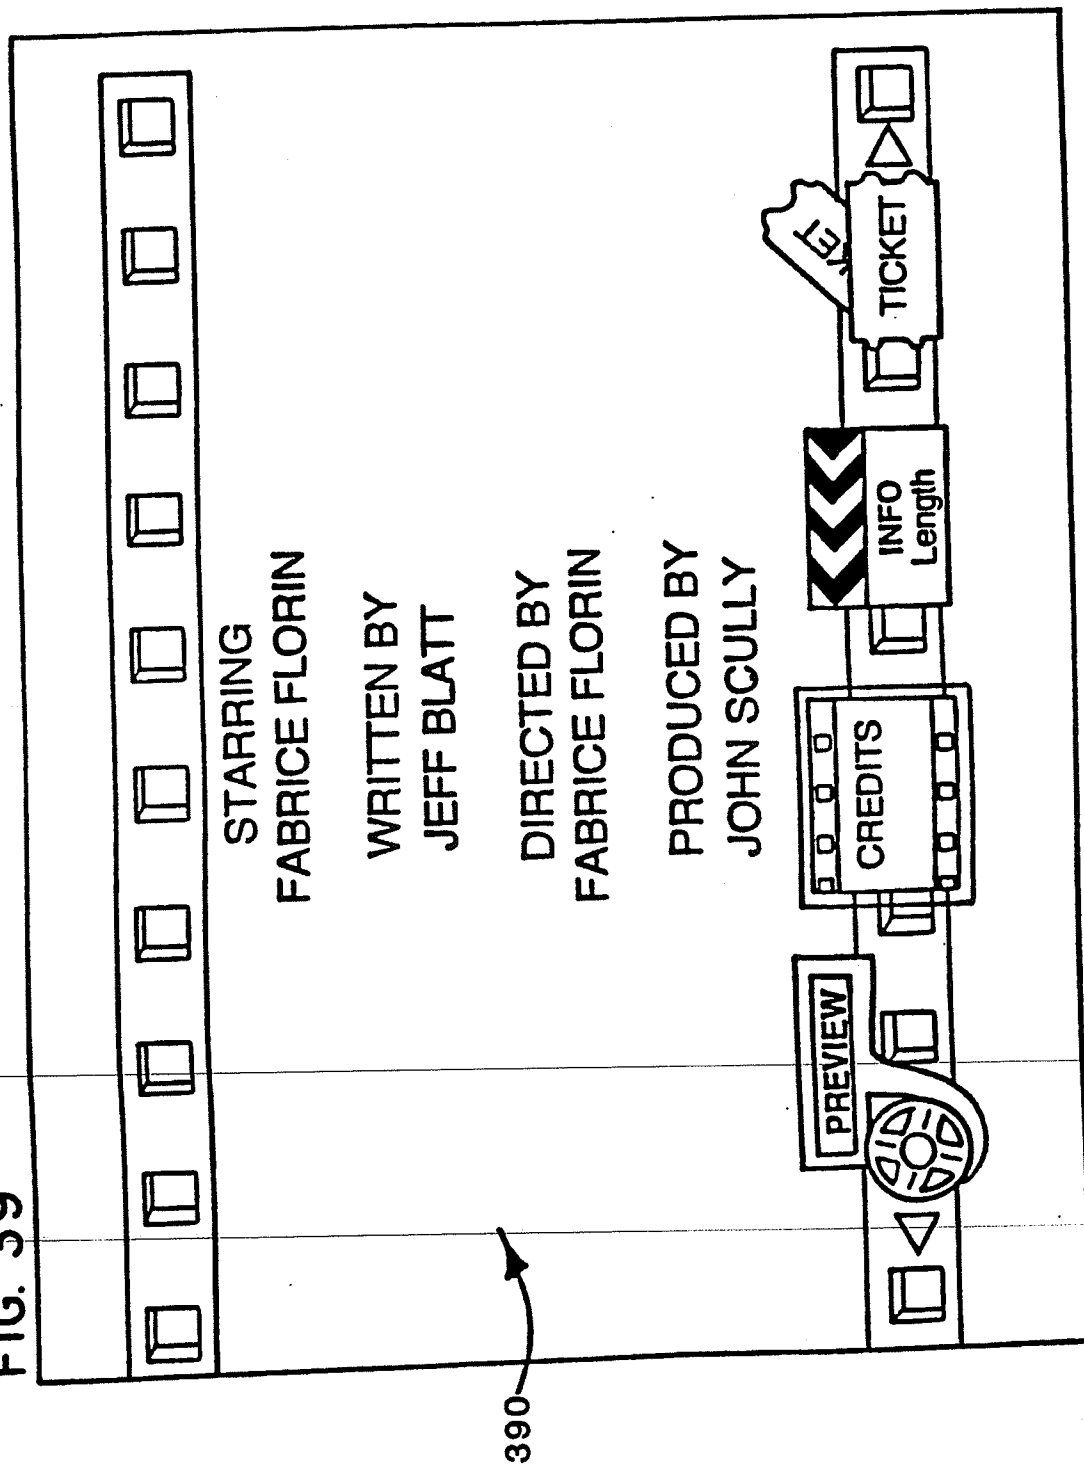 FIG. 39
STARRING
FABRICE FLORIN
WRITTEN BY
JEFF BLATT
DIRECTED BY
FABRICE FLORIN
PRODUCED BY
JOHN SCULLY
PREVIEW
CREDITS
INFO
Length
KET
TICKET
390